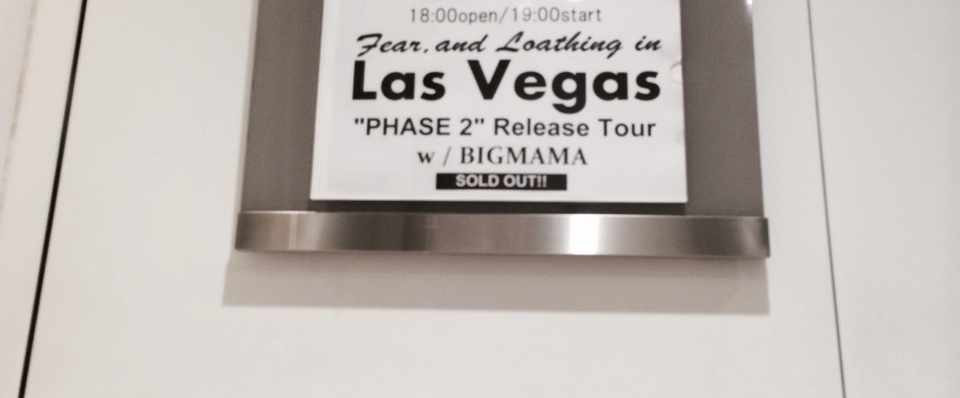 18:00open/19:00start
Fear, and Loathing in
Las Vegas
"PHASE 2" Release Tour
w / BIGMAMA
SOLD OUT!!